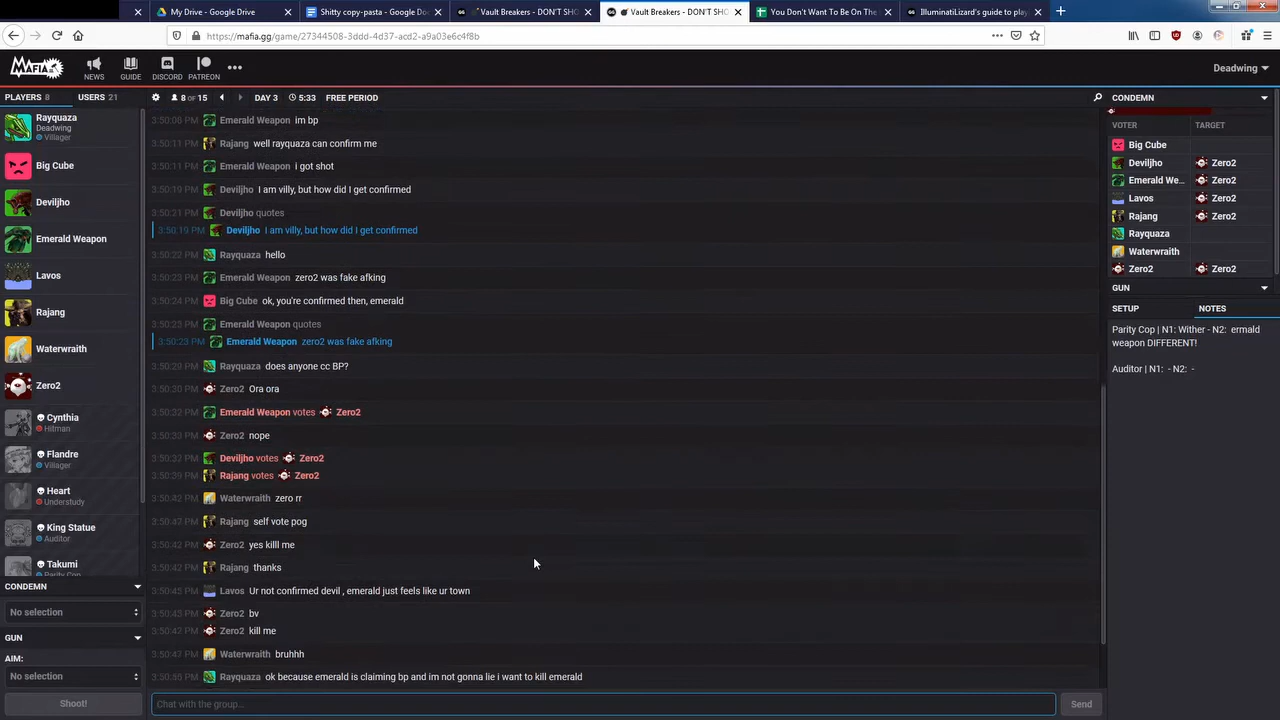 My Drive - Google Drive
Shitty copy-pasta - Google Doc
Vault Breakers - DON'T SHO
Vault Breakers - DON'T SHO
You Don't Want To Be On The
IlluminatiLizard's guide to play
https://mafia.gg/game/27344508-3ddd-4d37-acd2-a9a03e6c4f8b
MAFIA
NEWS
GUIDE
DISCORD
PATREON
Deadwing
PLAYERS 8
USERS 21
8 of 15
DAY 3
5:33
FREE PERIOD
Rayquaza
Deadwing
Villager
Big Cube
Deviljho
Emerald Weapon
Lavos
Rajang
Waterwraith
Zero2
Cynthia
Hitman
Flandre
Villager
Heart
Understudy
King Statue
Auditor
Takumi
Parity Cop
CONDEMN
No selection
GUN
AIM:
No selection
Shoot!
3:50:08 PM Emerald Weapon im bp
3:50:11 PM Rajang well rayquaza can confirm me
3:50:11 PM Emerald Weapon i got shot
3:50:19 PM Deviljho I am villy, but how did I get confirmed
3:50:21 PM Deviljho quotes
3:50:19 PM Deviljho I am villy, but how did I get confirmed
3:50:22 PM Rayquaza hello
3:50:23 PM Emerald Weapon zero2 was fake afking
3:50:24 PM Big Cube ok, you're confirmed then, emerald
3:50:23 PM Emerald Weapon quotes
3:50:23 PM Emerald Weapon zero2 was fake afking
3:50:29 PM Rayquaza does anyone cc BP?
3:50:30 PM Zero2 Ora ora
3:50:32 PM Emerald Weapon votes Zero2
3:50:33 PM Zero2 nope
3:50:37 PM Deviljho votes Zero2
3:50:39 PM Rajang votes Zero2
3:50:42 PM Waterwraith zero rr
3:50:47 PM Rajang self vote pog
3:50:42 PM Zero2 yes killl me
3:50:42 PM Rajang thanks
3:50:45 PM Lavos Ur not confirmed devil , emerald just feels like ur town
3:50:45 PM Zero2 bv
3:50:47 PM Zero2 kill me
3:50:47 PM Waterwraith bruhhh
Rayquaza ok because emerald is claiming bp and im not gonna lie i want to kill emerald
Chat with the group...
Send
CONDEMN
VOTER TARGET
Big Cube
Deviljho Zero2
Emerald We... Zero2
Lavos Zero2
Rajang Zero2
Rayquaza
Waterwraith
Zero2 Zero2
GUN
SETUP
NOTES
Parity Cop | N1: Wither - N2: ermald
weapon DIFFERENT!
Auditor | N1: - N2: -